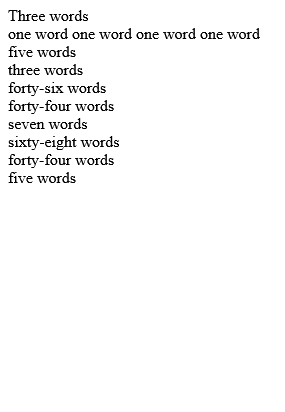 Three words
one word one word one word one word
five words
three words
forty-six words
forty-four words
seven words
sixty-eight words
forty-four words
five words